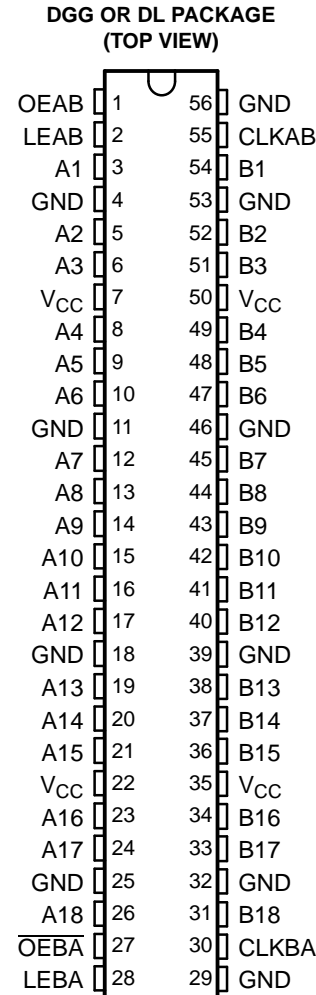 DGG OR DL PACKAGE
(TOP VIEW)
OEAB 1 56 GND
LEAB 2 55 CLKAB
A1 3 54 B1
GND 4 53 GND
A2 5 52 B2
A3 6 51 B3
VCC 7 50 VCC
A4 8 49 B4
A5 9 48 B5
A6 10 47 B6
GND 11 46 GND
A7 12 45 B7
A8 13 44 B8
A9 14 43 B9
A10 15 42 B10
A11 16 41 B11
A12 17 40 B12
GND 18 39 GND
A13 19 38 B13
A14 20 37 B14
A15 21 36 B15
VCC 22 35 VCC
A16 23 34 B16
A17 24 33 B17
GND 25 32 GND
A18 26 31 B18
O̅E̅B̅A̅ 27 30 CLKBA
LEBA 28 29 GND